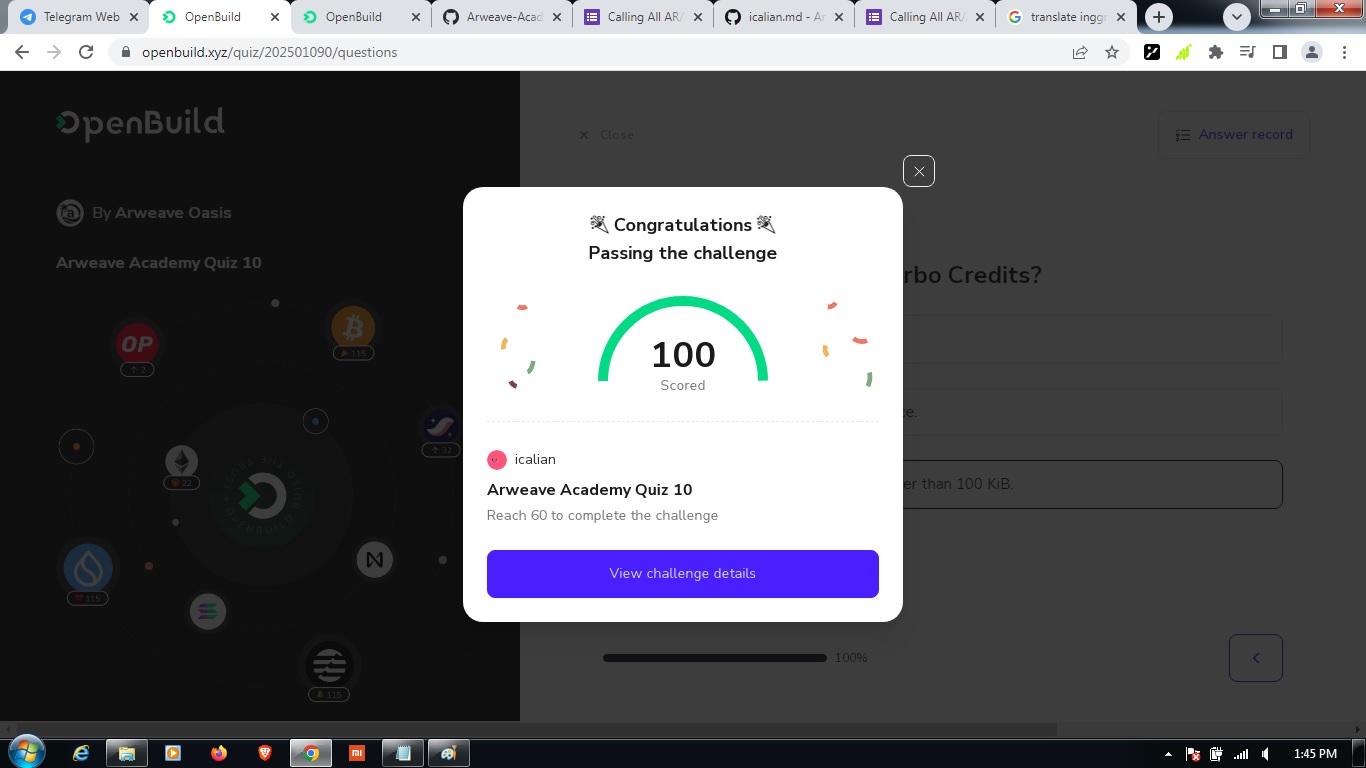 Telegram Web
OpenBuild
OpenBuild
Arweave-Acad
Calling All AR/
icalian.md - Ar
Calling All AR/
translate inggr
openbuild.xyz/quiz/202501090/questions
OpenBuild
Close
Answer record
By Arweave Oasis
Arweave Academy Quiz 10
Congratulations
Passing the challenge
rbo Credits?
100
Scored
te.
er than 100 KiB.
icalian
Arweave Academy Quiz 10
Reach 60 to complete the challenge
View challenge details
100%
OP
2
115
32
22
115
115
1:45 PM